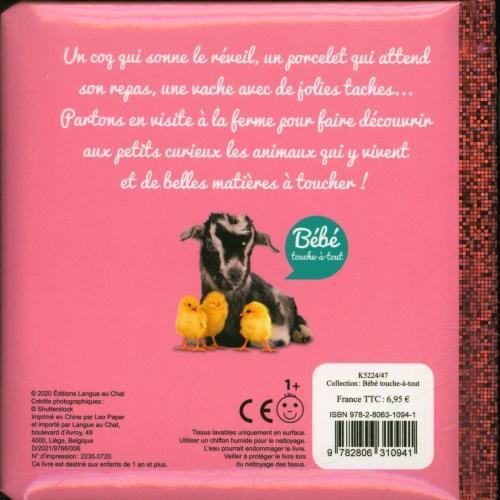 Un coq qui sonne le réveil, un porcelet qui attend
son repas, une vache avec de jolies taches...
Partons en visite à la ferme pour faire découvrir
aux petits curieux les animaux qui y vivent
et de belles matières à toucher !
Bébé
touche-à-tout
© 2020 Éditions Langue au Chat
Crédits photographiques :
© Shutterstock
Imprimé en Chine par Leo Paper
et importé par Langue au Chat,
boulevard d'Avroy, 49
4000, Liège, Belgique
D/2021/9766/006
N° d'impression : 2235.0720
Ce livre est destiné aux enfants de 1 an et plus.
1+
CE
Tissus lavables uniquement en surface.
Utiliser un chiffon humide pour le nettoyage.
L'eau pourrait endommager le livre.
Veiller à protéger le livre lors
du nettoyage des tissus.
K5224/47
Collection : Bébé touche-à-tout
France TTC : 6,95 €
ISBN 978-2-8063-1094-1
9 782806 310941